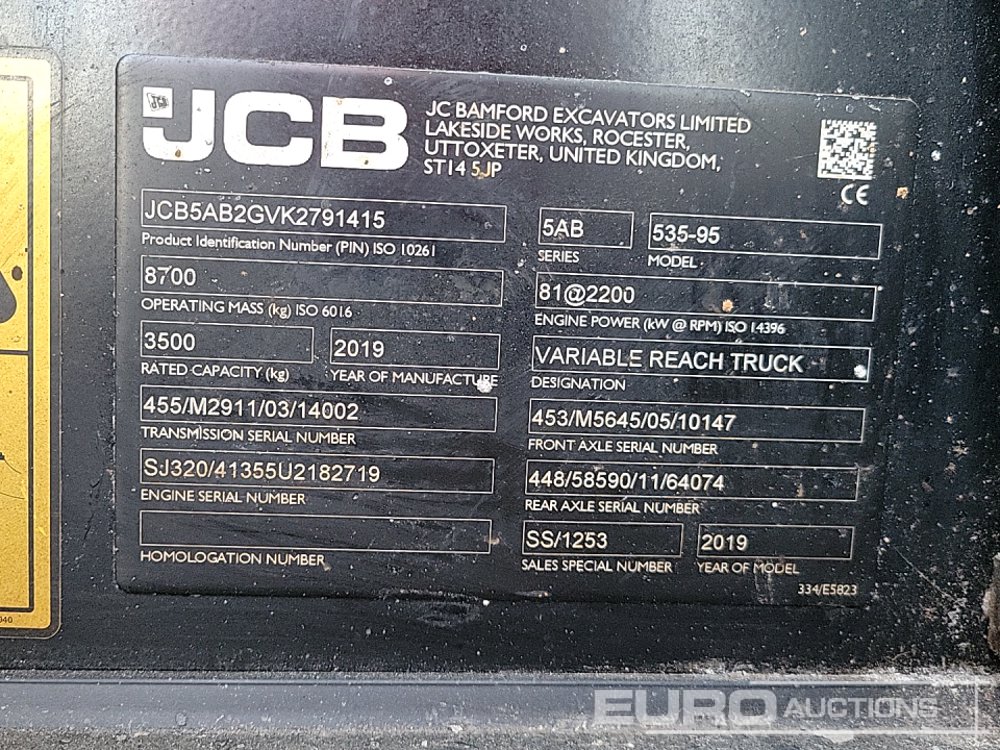 JCB
JC BAMFORD EXCAVATORS LIMITED
LAKESIDE WORKS, ROCESTER,
UTTOXETER, UNITED KINGDOM,
ST14 5JP
CE
JCB5AB2GVK2791415
Product Identification Number (PIN) ISO 10261
5AB
SERIES
535-95
MODEL
8700
OPERATING MASS (kg) ISO 6016
81@2200
ENGINE POWER (kW @ RPM) ISO 14396
3500
RATED CAPACITY (kg)
2019
YEAR OF MANUFACTURE
VARIABLE REACH TRUCK
DESIGNATION
455/M2911/03/14002
TRANSMISSION SERIAL NUMBER
453/M5645/05/10147
FRONT AXLE SERIAL NUMBER
SJ320/41355U2182719
ENGINE SERIAL NUMBER
448/58590/11/64074
REAR AXLE SERIAL NUMBER
HOMOLOGATION NUMBER
SS/1253
SALES SPECIAL NUMBER
2019
YEAR OF MODEL
334/E5823
EURO AUCTIONS